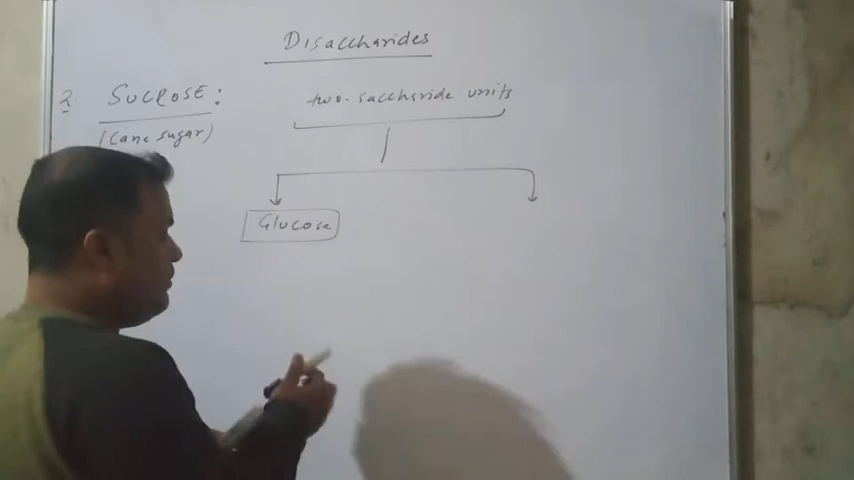 Disaccharides
2. SUCROSE: two-saccharide units
(Cane sugar)
Glucose